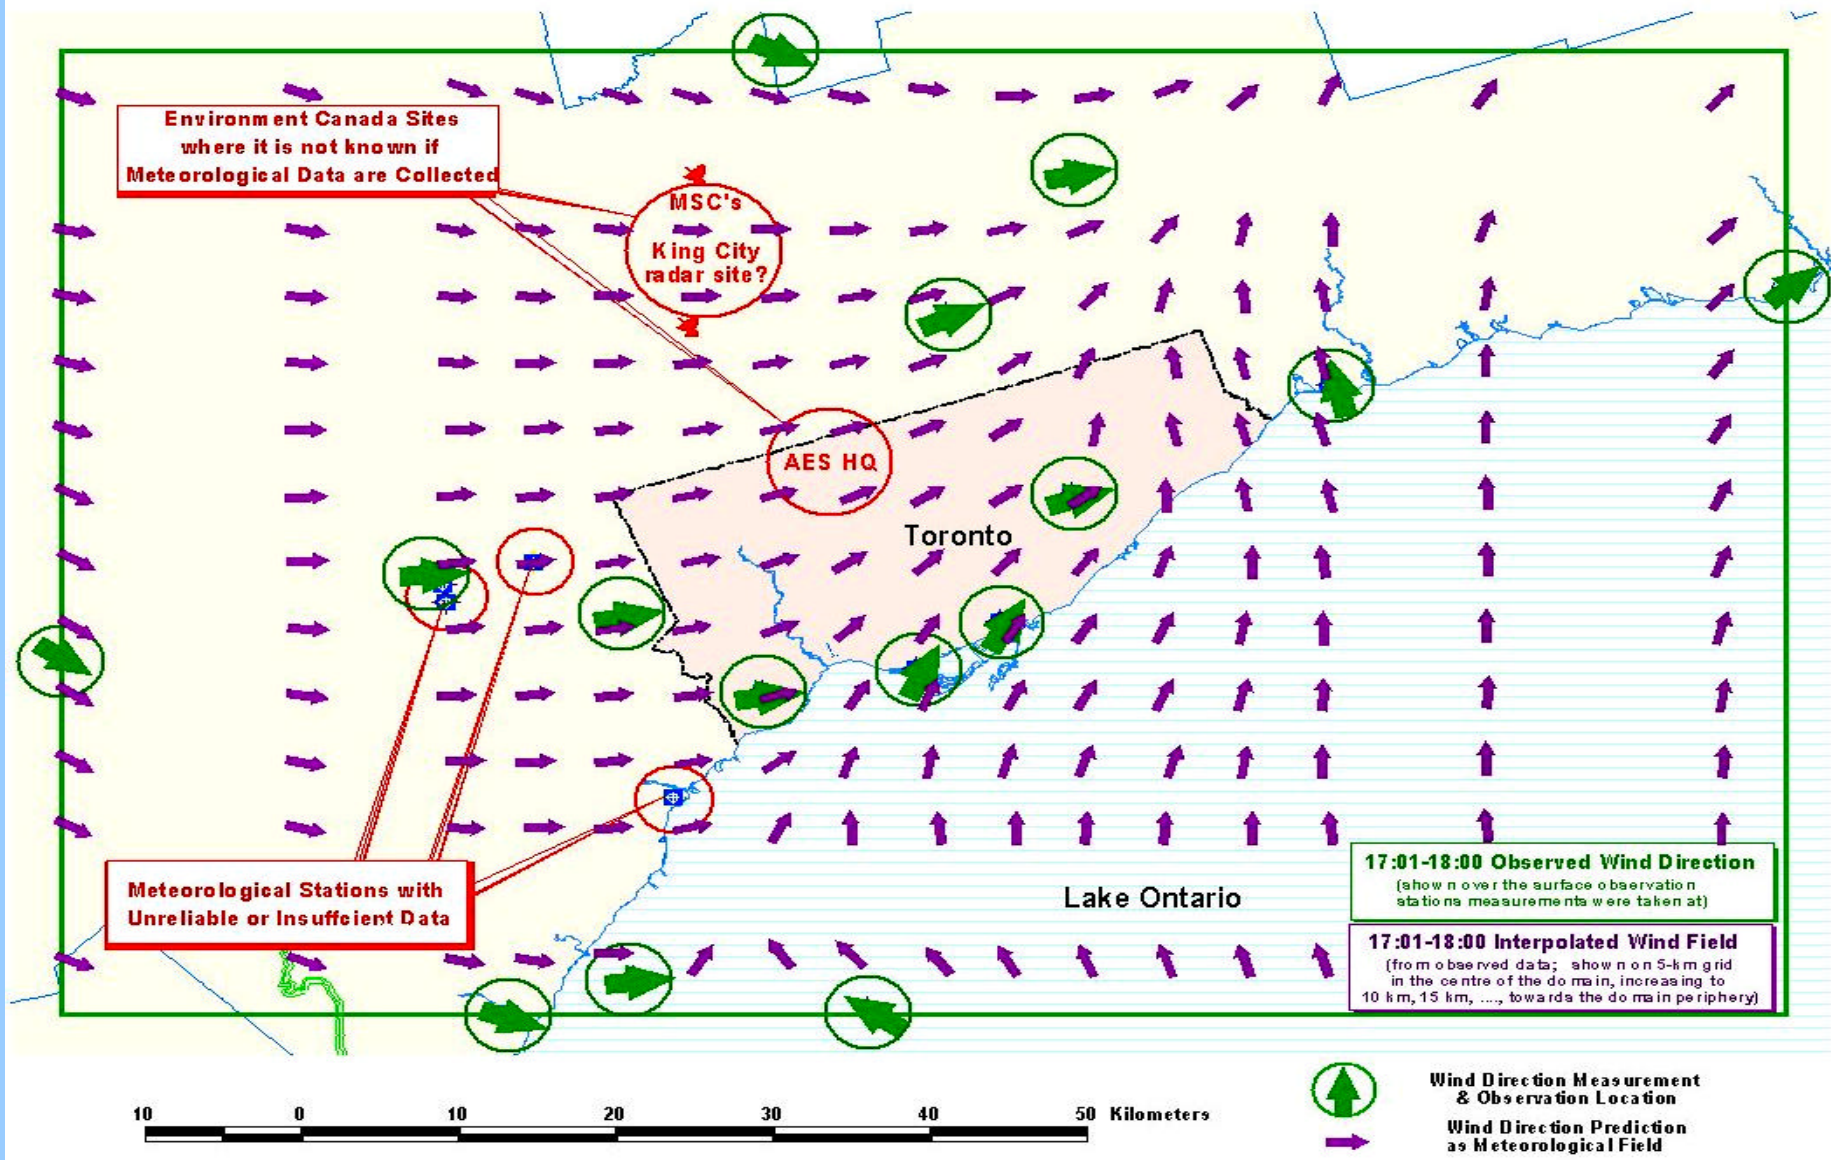 Environment Canada Sites
where it is not known if
Meteorological Data are Collected
MSC's
King City
radar site?
AES HQ
Toronto
Lake Ontario
Meteorological Stations with
Unreliable or Insuffcient Data
17:01-18:00 Observed Wind Direction
(shown over the surface observation
stations measurements were taken at)
17:01-18:00 Interpolated Wind Field
(from observed data; shown on 5-km grid
in the centre of the domain, increasing to
10 km, 15 km, ...., towards the domain periphery)
10 0 10 20 30 40 50 Kilometers
Wind Direction Measurement
& Observation Location
Wind Direction Prediction
as Meteorological Field